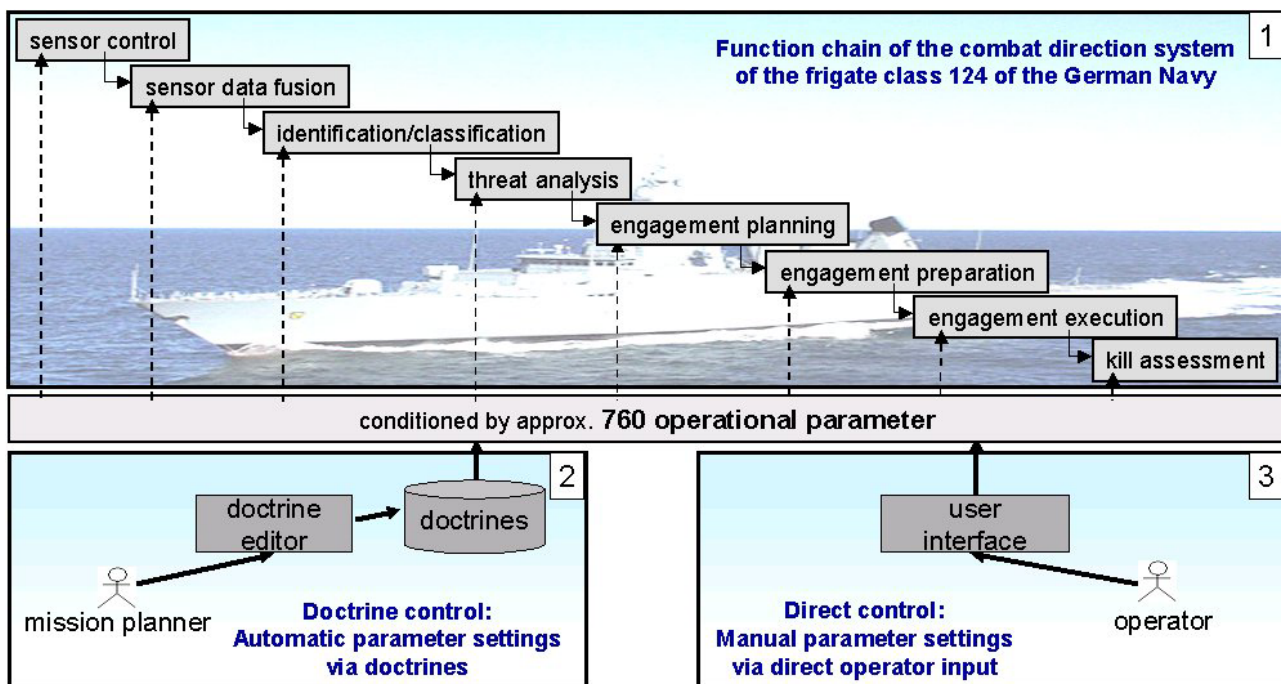 sensor control
1
Function chain of the combat direction system
of the frigate class 124 of the German Navy
sensor data fusion
identification/classification
threat analysis
engagement planning
engagement preparation
engagement execution
kill assessment
conditioned by approx. 760 operational parameter
2
doctrine
editor
doctrines
mission planner
Doctrine control:
Automatic parameter settings
via doctrines
3
user
interface
operator
Direct control:
Manual parameter settings
via direct operator input